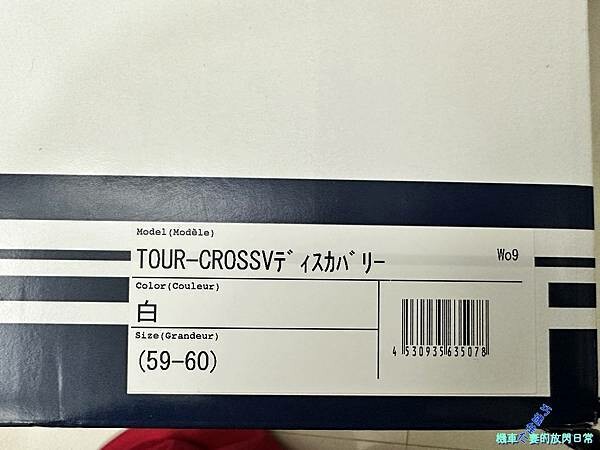 Model(Modèle)
TOUR-CROSSVﾃﾞｨｽｶﾊﾞﾘｰ
Wo9
Color(Couleur)
白
Size(Grandeur)
(59-60)
4 530935 635078
機車夫妻的放閃日常